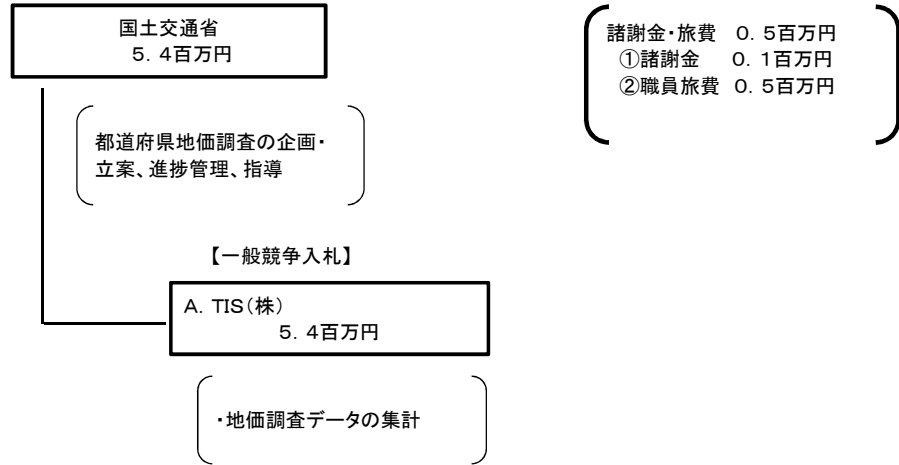 国土交通省
５．４百万円
諸謝金・旅費　０．５百万円
①諸謝金　　０．１百万円
②職員旅費　０．５百万円
都道府県地価調査の企画・
立案、進捗管理、指導
【一般競争入札】
A．TIS（株）
５．４百万円
・地価調査データの集計